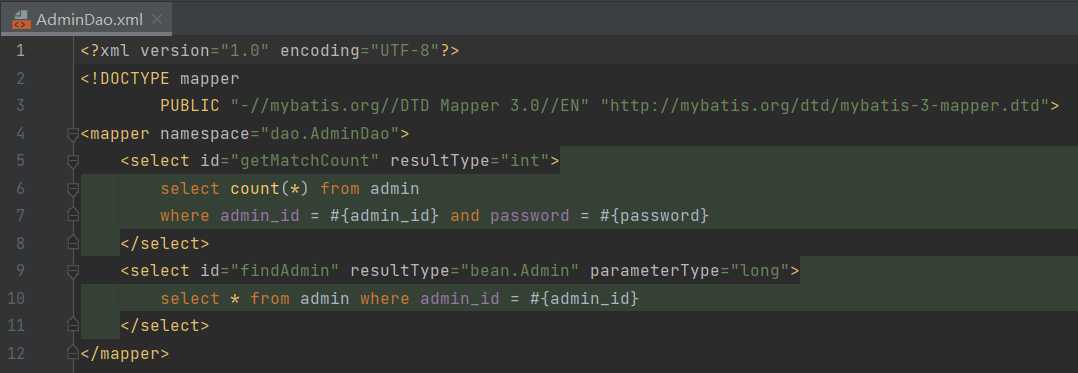 AdminDao.xml
1 <?xml version="1.0" encoding="UTF-8"?>
2 <!DOCTYPE mapper
3 PUBLIC "-//mybatis.org//DTD Mapper 3.0//EN" "http://mybatis.org/dtd/mybatis-3-mapper.dtd">
4 <mapper namespace="dao.AdminDao">
5 <select id="getMatchCount" resultType="int">
6 select count(*) from admin
7 where admin_id = #{admin_id} and password = #{password}
8 </select>
9 <select id="findAdmin" resultType="bean.Admin" parameterType="long">
10 select * from admin where admin_id = #{admin_id}
11 </select>
12 </mapper>